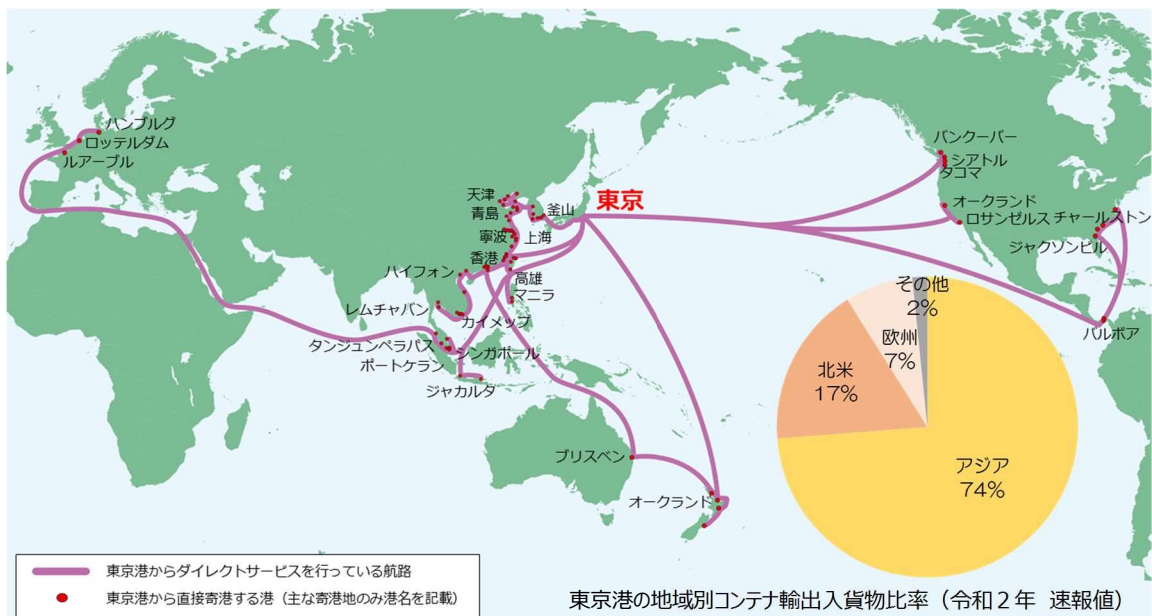 ハンブルグ
ロッテルダム
ルアーブル
天津
青島
釜山
東京
寧波
上海
香港
ハイフォン
高雄
マニラ
レムチャバン
カイメップ
タンジュンペラパス
シンガポール
ポートケラン
ジャカルタ
ブリスベン
オークランド
バンクーバー
シアトル
タコマ
オークランド
ロサンゼルス
チャールストン
ジャクソンビル
バルボア
その他
2%
欧州
7%
北米
17%
アジア
74%
東京港からダイレクトサービスを行っている航路
東京港から直接寄港する港（主な寄港地のみ港名を記載）
東京港の地域別コンテナ輸出入貨物比率（令和２年 速報値）